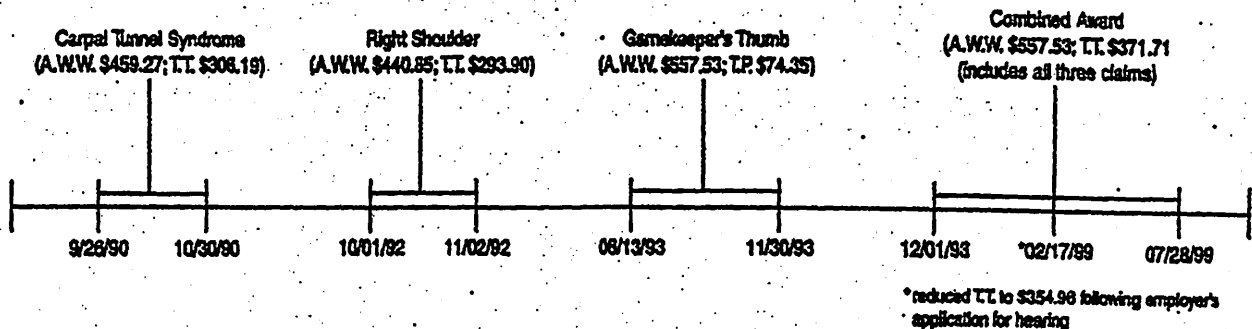 Carpal Tunnel Syndrome
(A.W.W. $459.27; T.T. $306.19)
Right Shoulder
(A.W.W. $440.85; T.T. $293.90)
Gamekeeper's Thumb
(A.W.W. $557.53; T.P. $74.35)
Combined Award
(A.W.W. $557.53; T.T. $371.71
(includes all three claims)
9/26/90
10/30/90
10/01/92
11/02/92
06/13/93
11/30/93
12/01/93
*02/17/99
07/28/99
*reduced T.T. to $354.96 following employer's
application for hearing